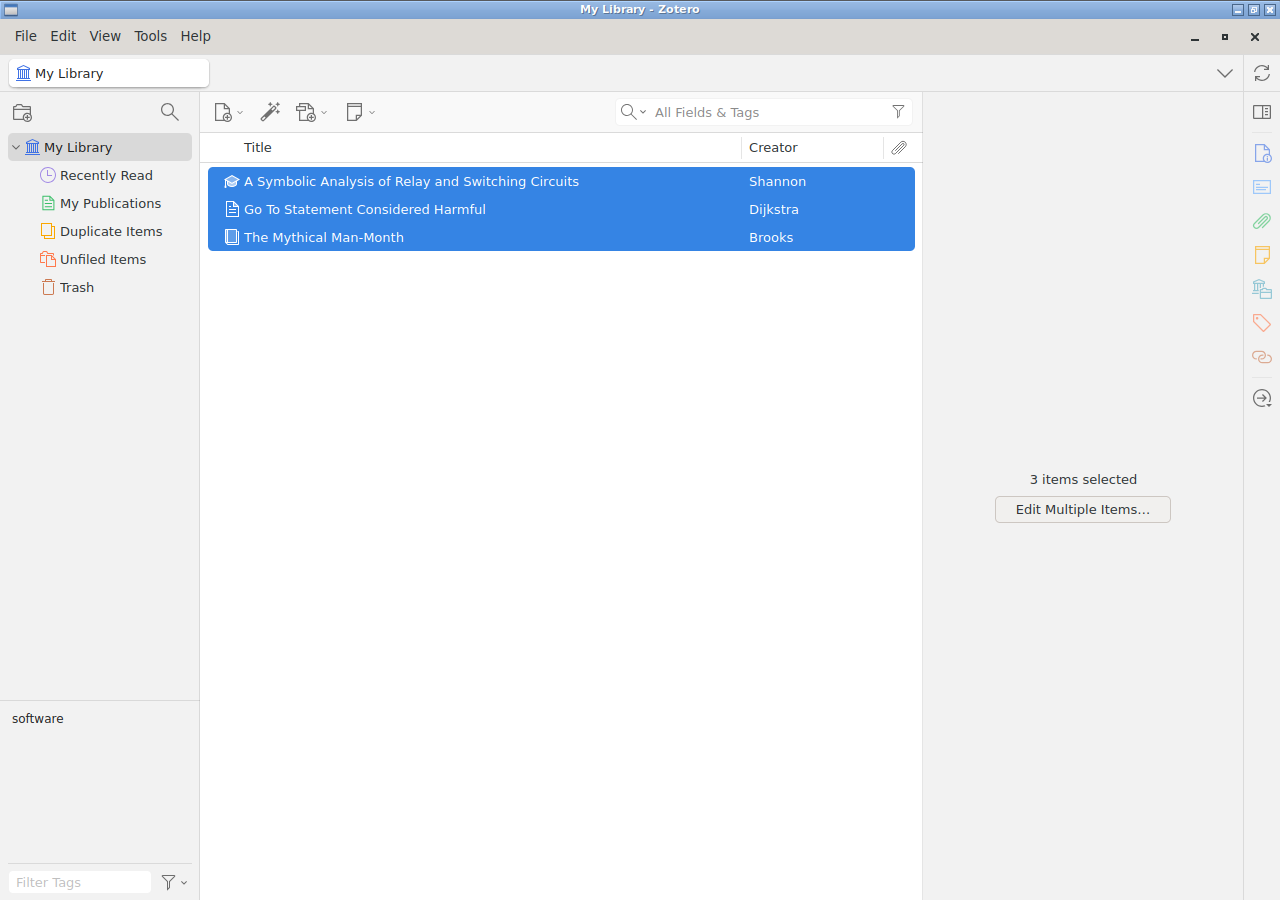 My Library - Zotero
File Edit View Tools Help
My Library
All Fields & Tags
My Library
Recently Read
My Publications
Duplicate Items
Unfiled Items
Trash
Title Creator
A Symbolic Analysis of Relay and Switching Circuits Shannon
Go To Statement Considered Harmful Dijkstra
The Mythical Man-Month Brooks
3 items selected
Edit Multiple Items...
software
Filter Tags